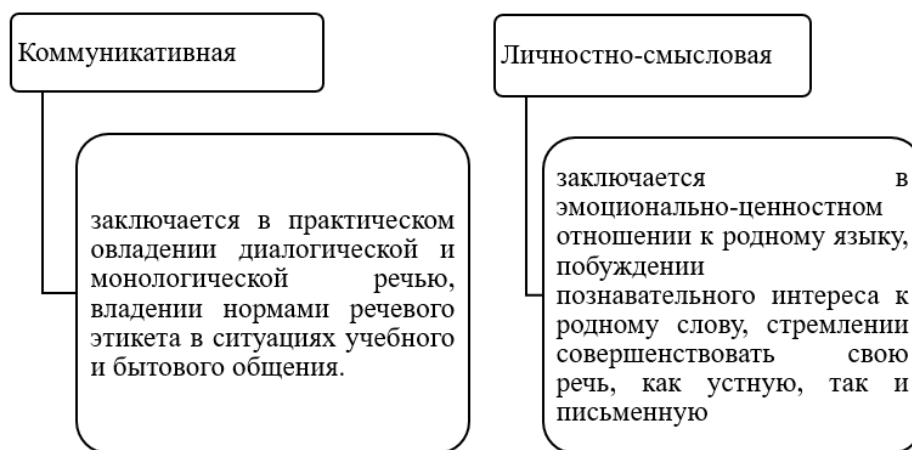 Коммуникативная
заключается в практическом
овладении диалогической и
монологической речью,
владении нормами речевого
этикета в ситуациях учебного
и бытового общения.
Личностно-смысловая
заключается в
эмоционально-ценностном
отношении к родному языку,
побуждении
познавательного интереса к
родному слову, стремлении
совершенствовать свою
речь, как устную, так и
письменную